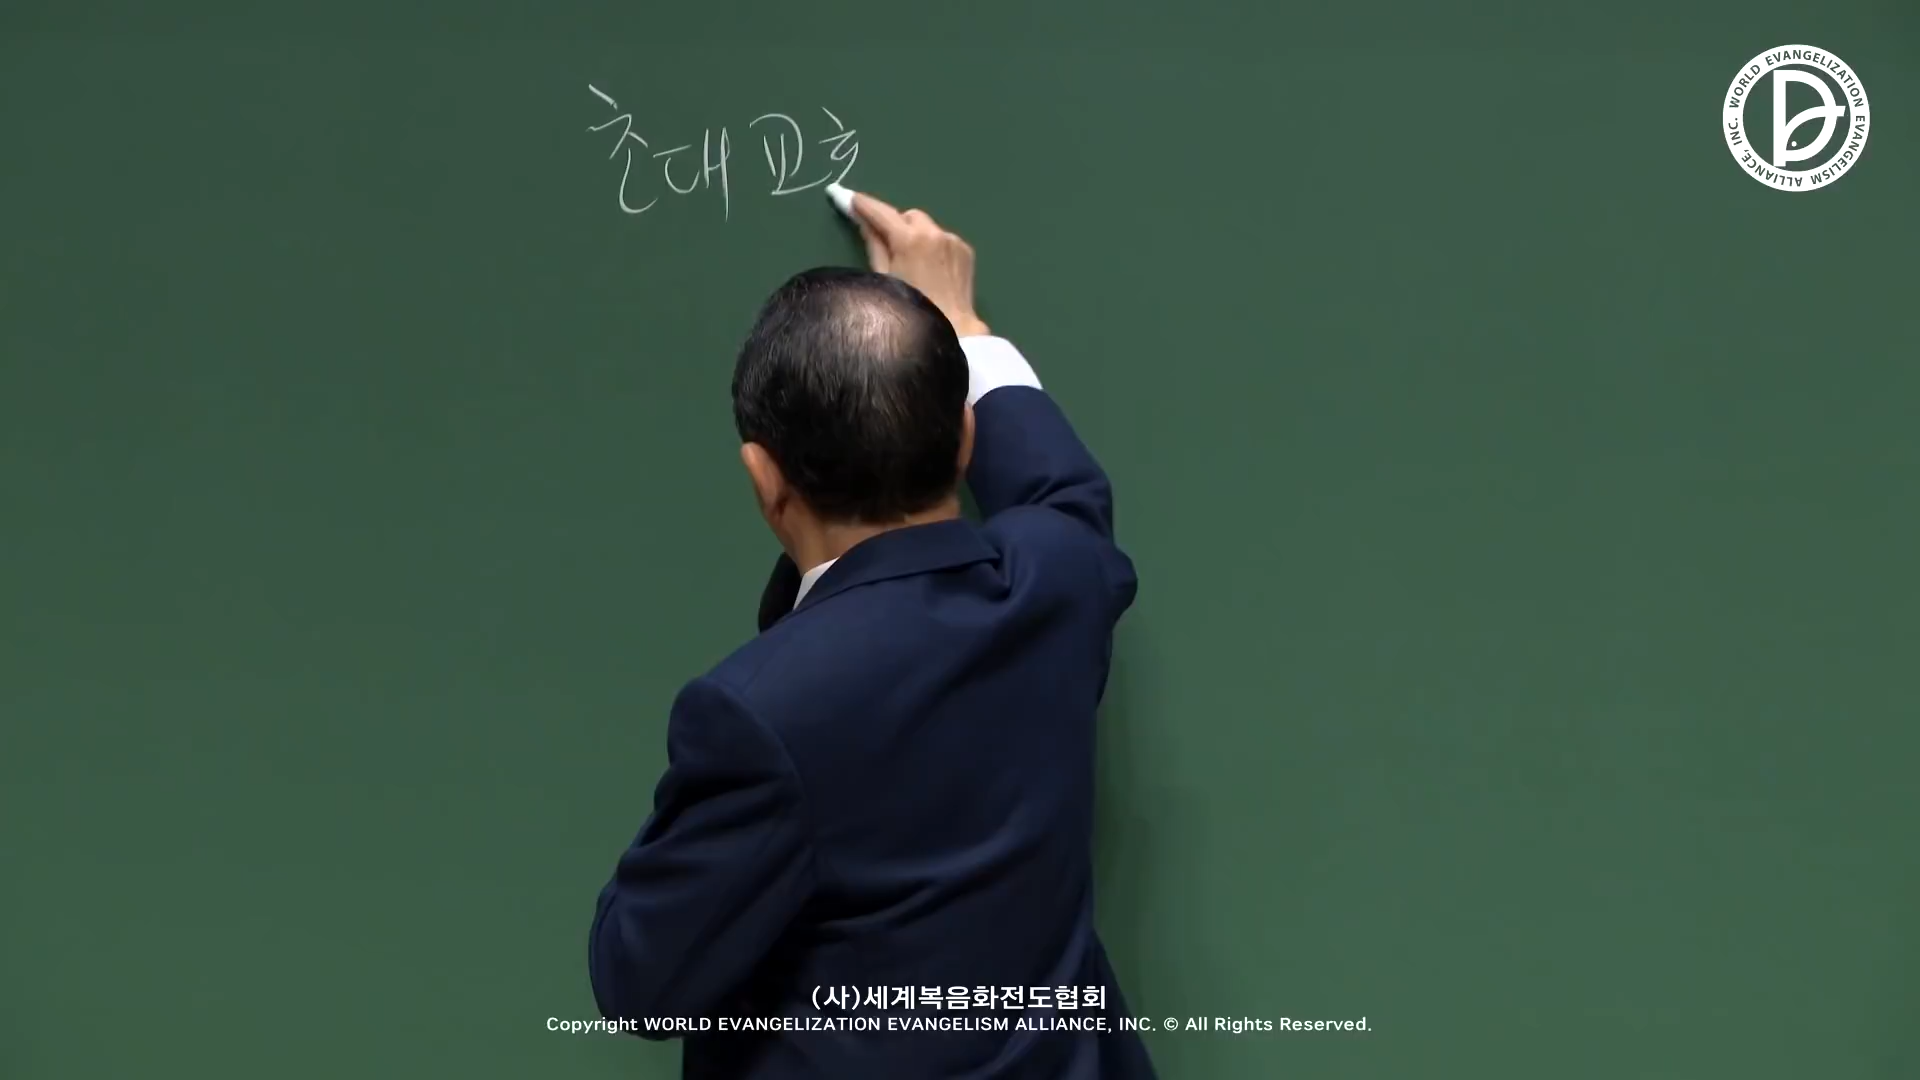 초대교호
WORLD EVANGELIZATION EVANGELISM ALLIANCE, INC.
(사)세계복음화전도협회
Copyright WORLD EVANGELIZATION EVANGELISM ALLIANCE, INC. © All Rights Reserved.